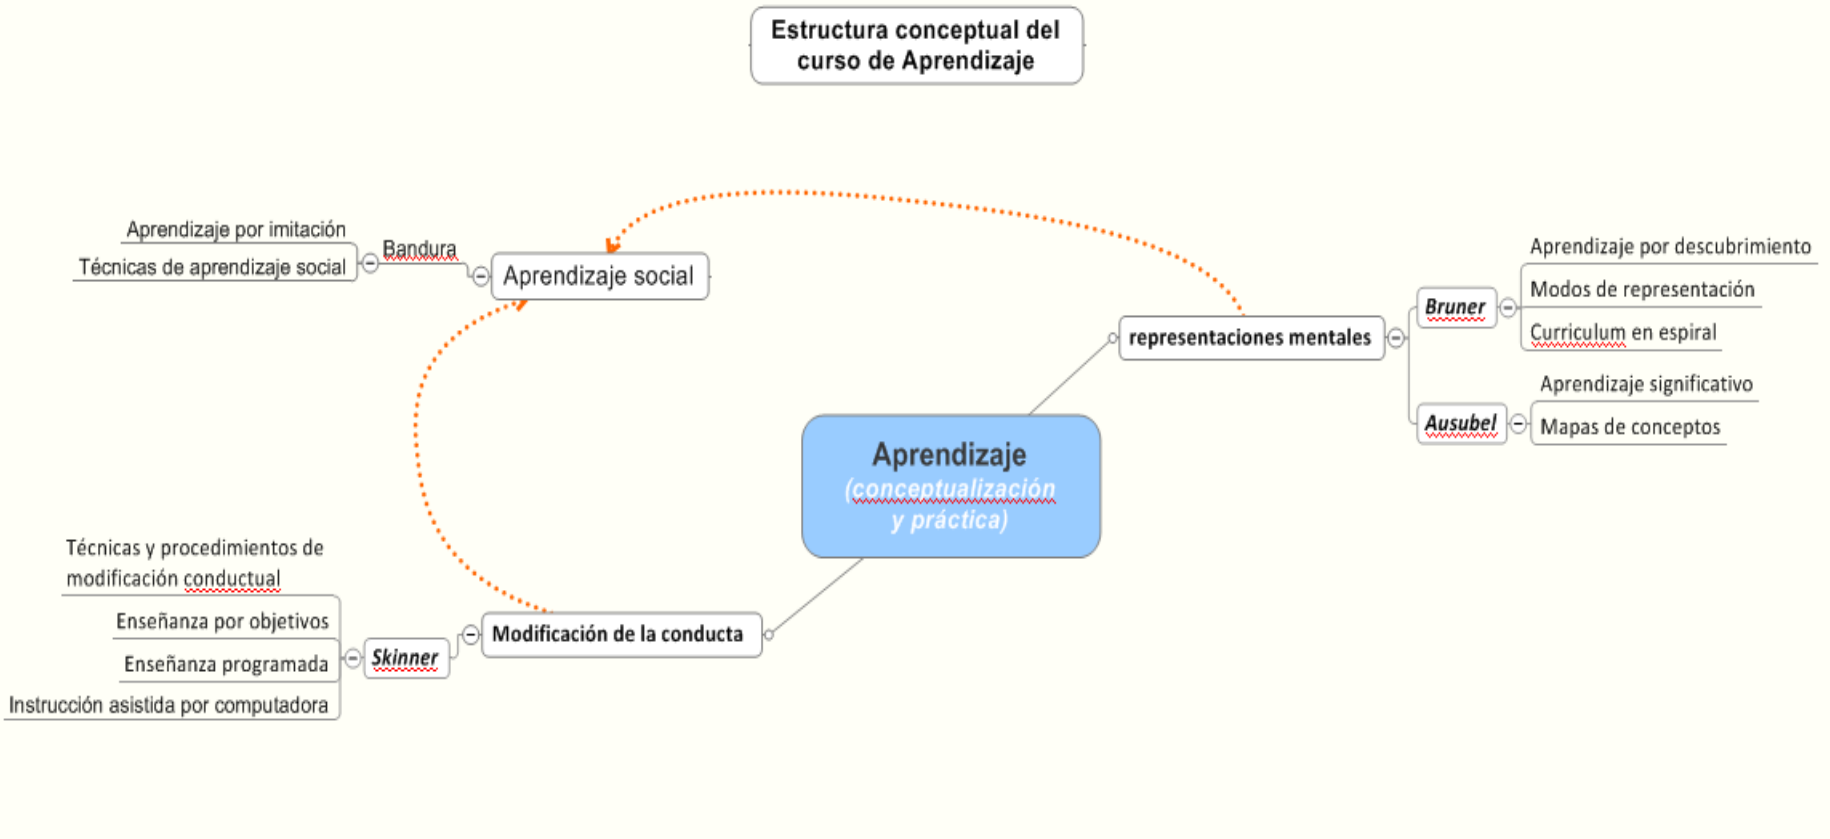 Estructura conceptual del
curso de Aprendizaje
Aprendizaje por imitación
Técnicas de aprendizaje social
Bandura
Aprendizaje social
representaciones mentales
Bruner
Aprendizaje por descubrimiento
Modos de representación
Curriculum en espiral
Ausubel
Aprendizaje significativo
Mapas de conceptos
Aprendizaje
(conceptualización
y práctica)
Técnicas y procedimientos de
modificación conductual
Enseñanza por objetivos
Enseñanza programada
Instrucción asistida por computadora
Skinner
Modificación de la conducta